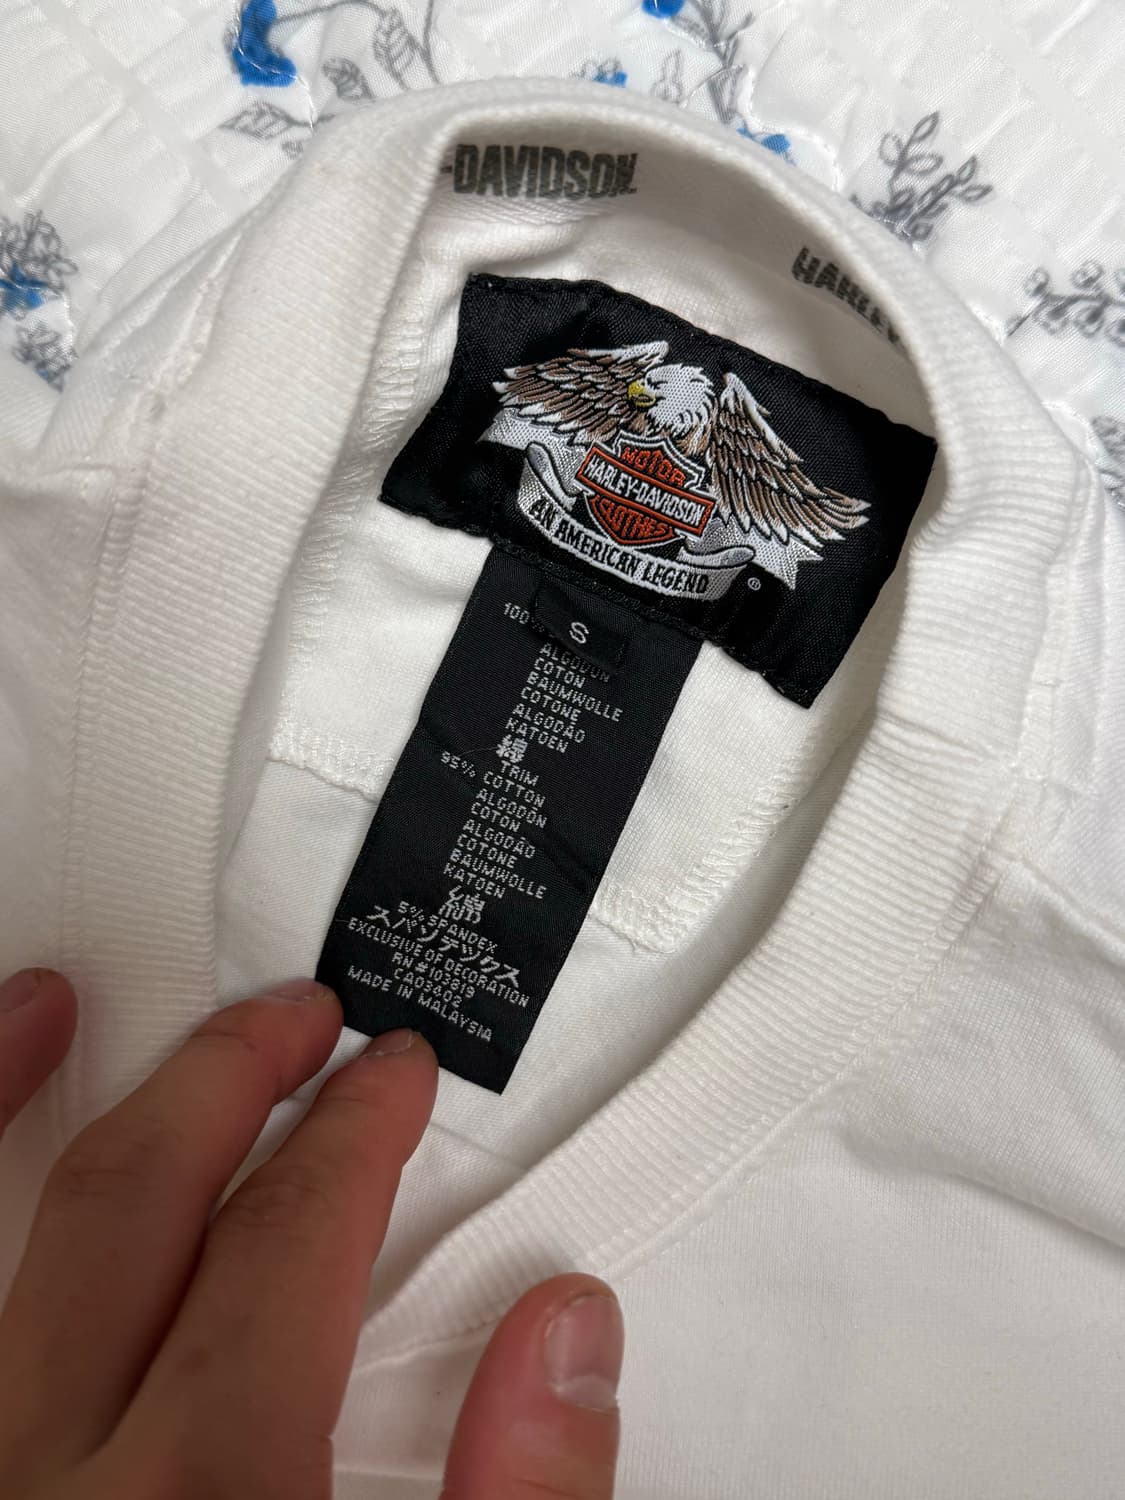 -DAVIDSON
HARLEY
MOTOR
HARLEY-DAVIDSON
CLOTHES
AN AMERICAN LEGEND
®
S
100%
ALGODON
COTON
BAUMWOLLE
COTONE
ALGODÃO
KATOEN
綿
TRIM
95% COTTON
ALGODÓN
COTON
ALGODÃO
COTONE
BAUMWOLLE
KATOEN
綿
5% SPANDEX
スパンデックス
EXCLUSIVE OF DECORATION
RN#103819
CA03402
MADE IN MALAYSIA